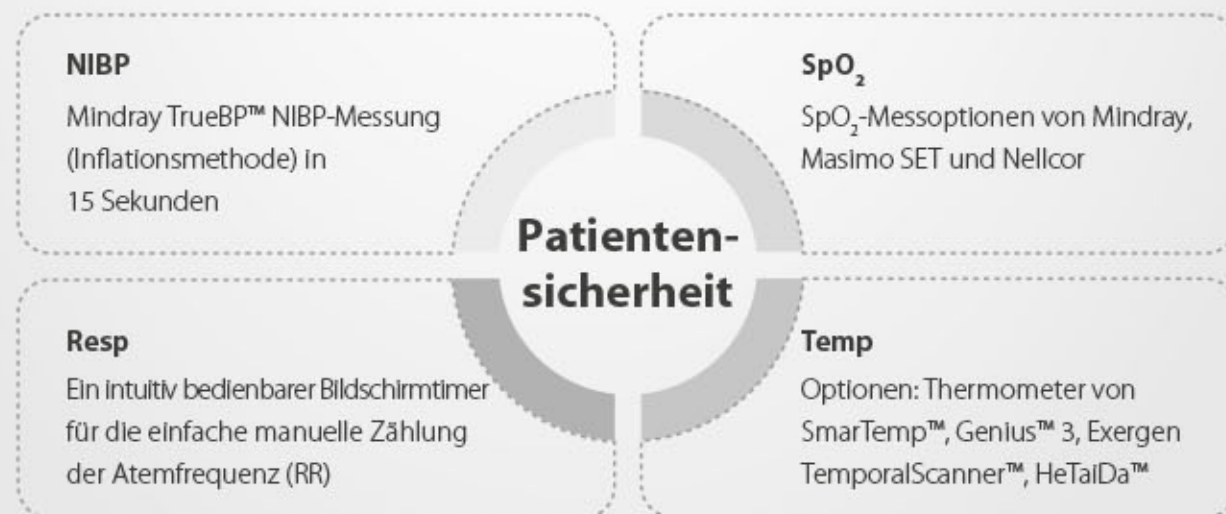 NIBP
Mindray TrueBP™ NIBP-Messung
(Inflationsmethode) in
15 Sekunden
SpO₂
SpO₂-Messoptionen von Mindray,
Masimo SET und Nellcor
Patienten-
sicherheit
Resp
Ein intuitiv bedienbarer Bildschirmtimer
für die einfache manuelle Zählung
der Atemfrequenz (RR)
Temp
Optionen: Thermometer von
SmarTemp™, Genius™ 3, Exergen
TemporalScanner™, HeTaiDa™